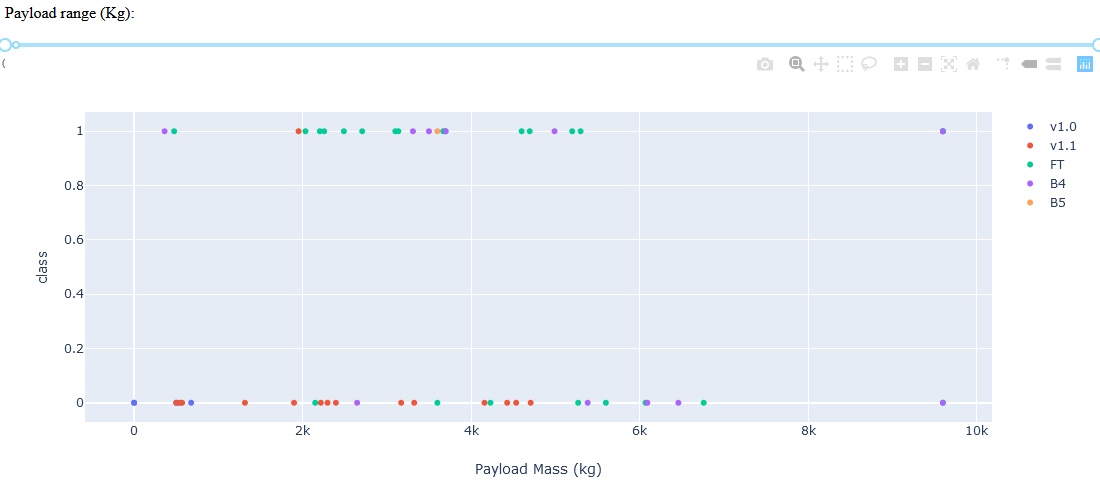 Payload range (Kg):
1
0.8
0.6
0.4
0.2
0
class
0
2k
4k
6k
8k
10k
Payload Mass (kg)
v1.0
v1.1
FT
B4
B5